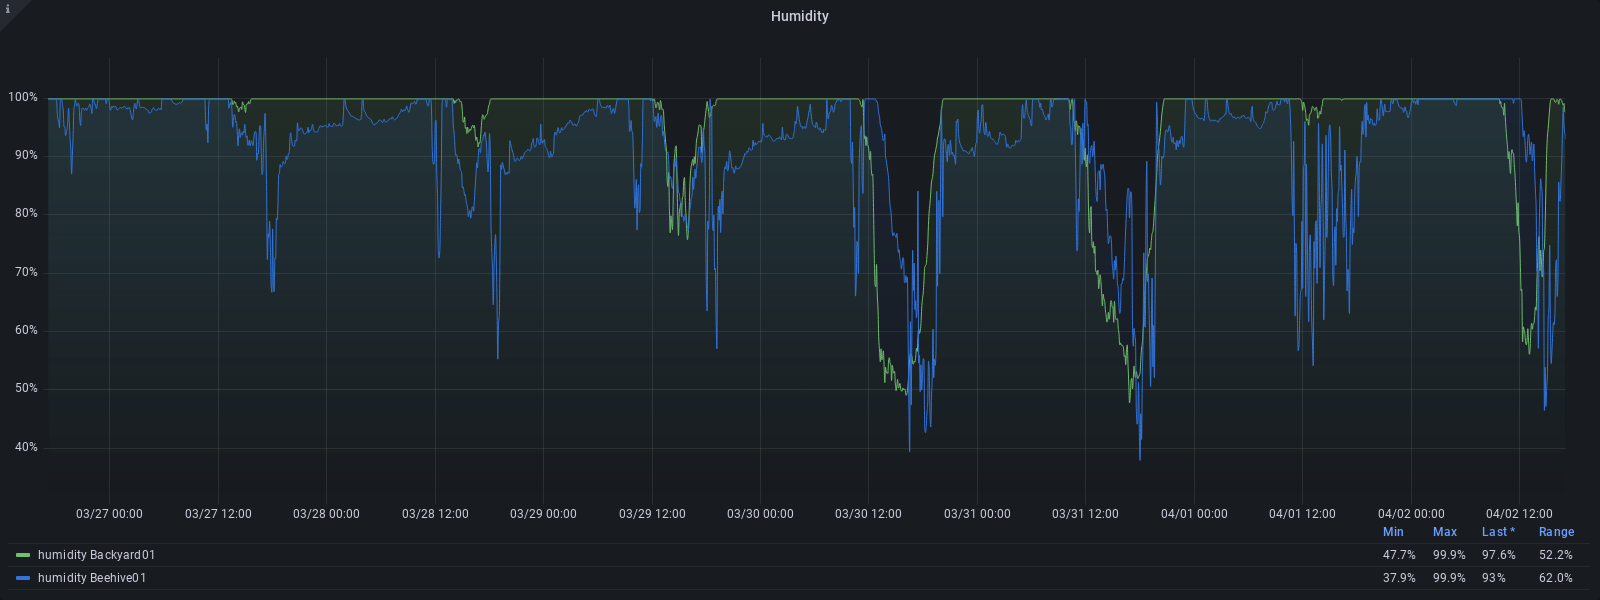 i
Humidity
100%
90%
80%
70%
60%
50%
40%
03/27 00:00 03/27 12:00 03/28 00:00 03/28 12:00 03/29 00:00 03/29 12:00 03/30 00:00 03/30 12:00 03/31 00:00 03/31 12:00 04/01 00:00 04/01 12:00 04/02 00:00 04/02 12:00
Min Max Last * Range
humidity Backyard01 47.7% 99.9% 97.6% 52.2%
humidity Beehive01 37.9% 99.9% 93% 62.0%